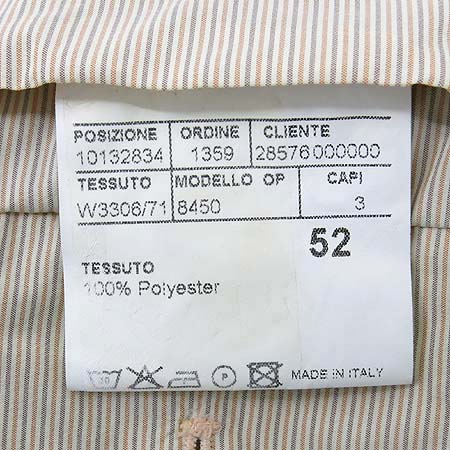 POSIZIONE ORDINE CLIENTE
10132834 1359 28576000000
TESSUTO MODELLO OP CAPI
W3306/71 8450 3
52
TESSUTO
100% Polyester
P MADE IN ITALY